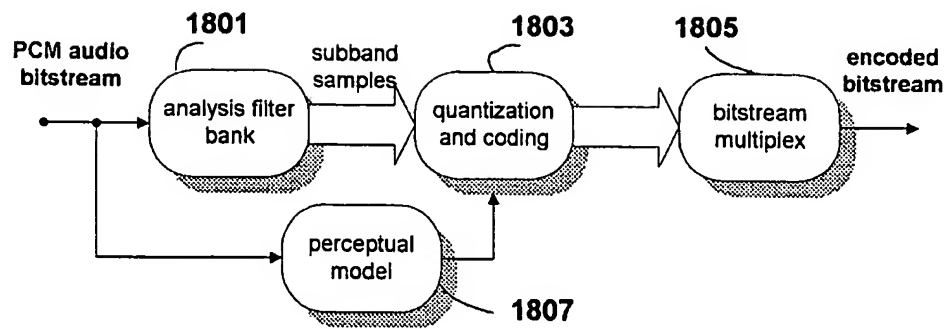 1801
1803
1805
PCM audio
bitstream
subband
samples
encoded
bitstream
analysis filter
bank
quantization
and coding
bitstream
multiplex
perceptual
model
1807